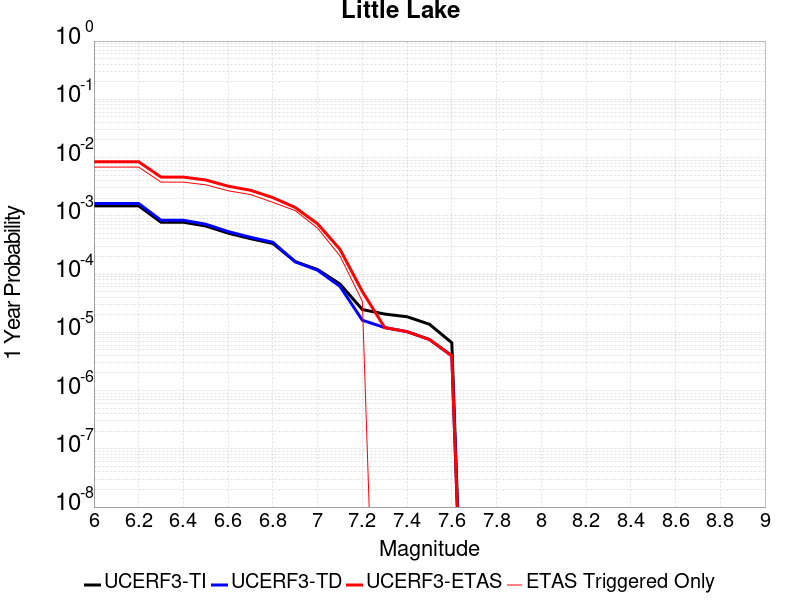 Little Lake
10^0
10^-1
10^-2
10^-3
10^-4
10^-5
10^-6
10^-7
10^-8
1 Year Probability
6 6.2 6.4 6.6 6.8 7 7.2 7.4 7.6 7.8 8 8.2 8.4 8.6 8.8 9
Magnitude
UCERF3-TI UCERF3-TD UCERF3-ETAS ETAS Triggered Only